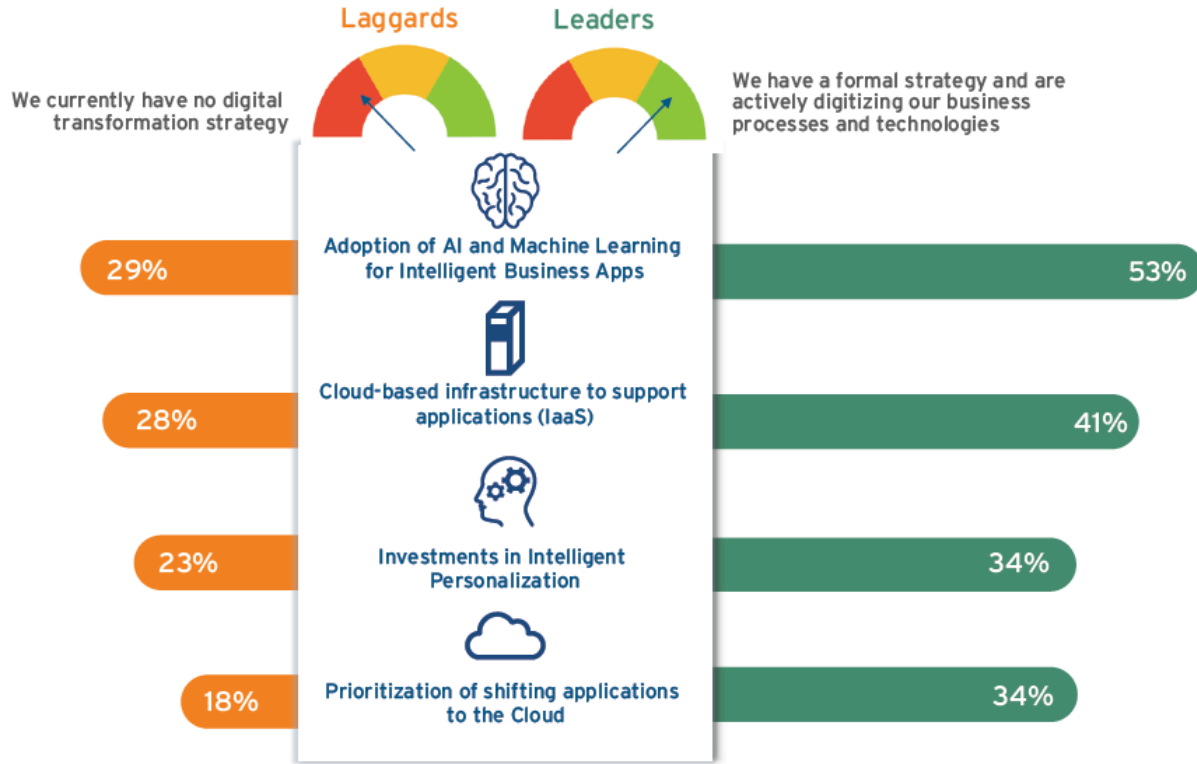 Laggards
Leaders
We currently have no digital
transformation strategy
We have a formal strategy and are
actively digitizing our business
processes and technologies
Adoption of AI and Machine Learning
for Intelligent Business Apps
29%
53%
Cloud-based infrastructure to support
applications (IaaS)
28%
41%
Investments in Intelligent
Personalization
23%
34%
Prioritization of shifting applications
to the Cloud
18%
34%